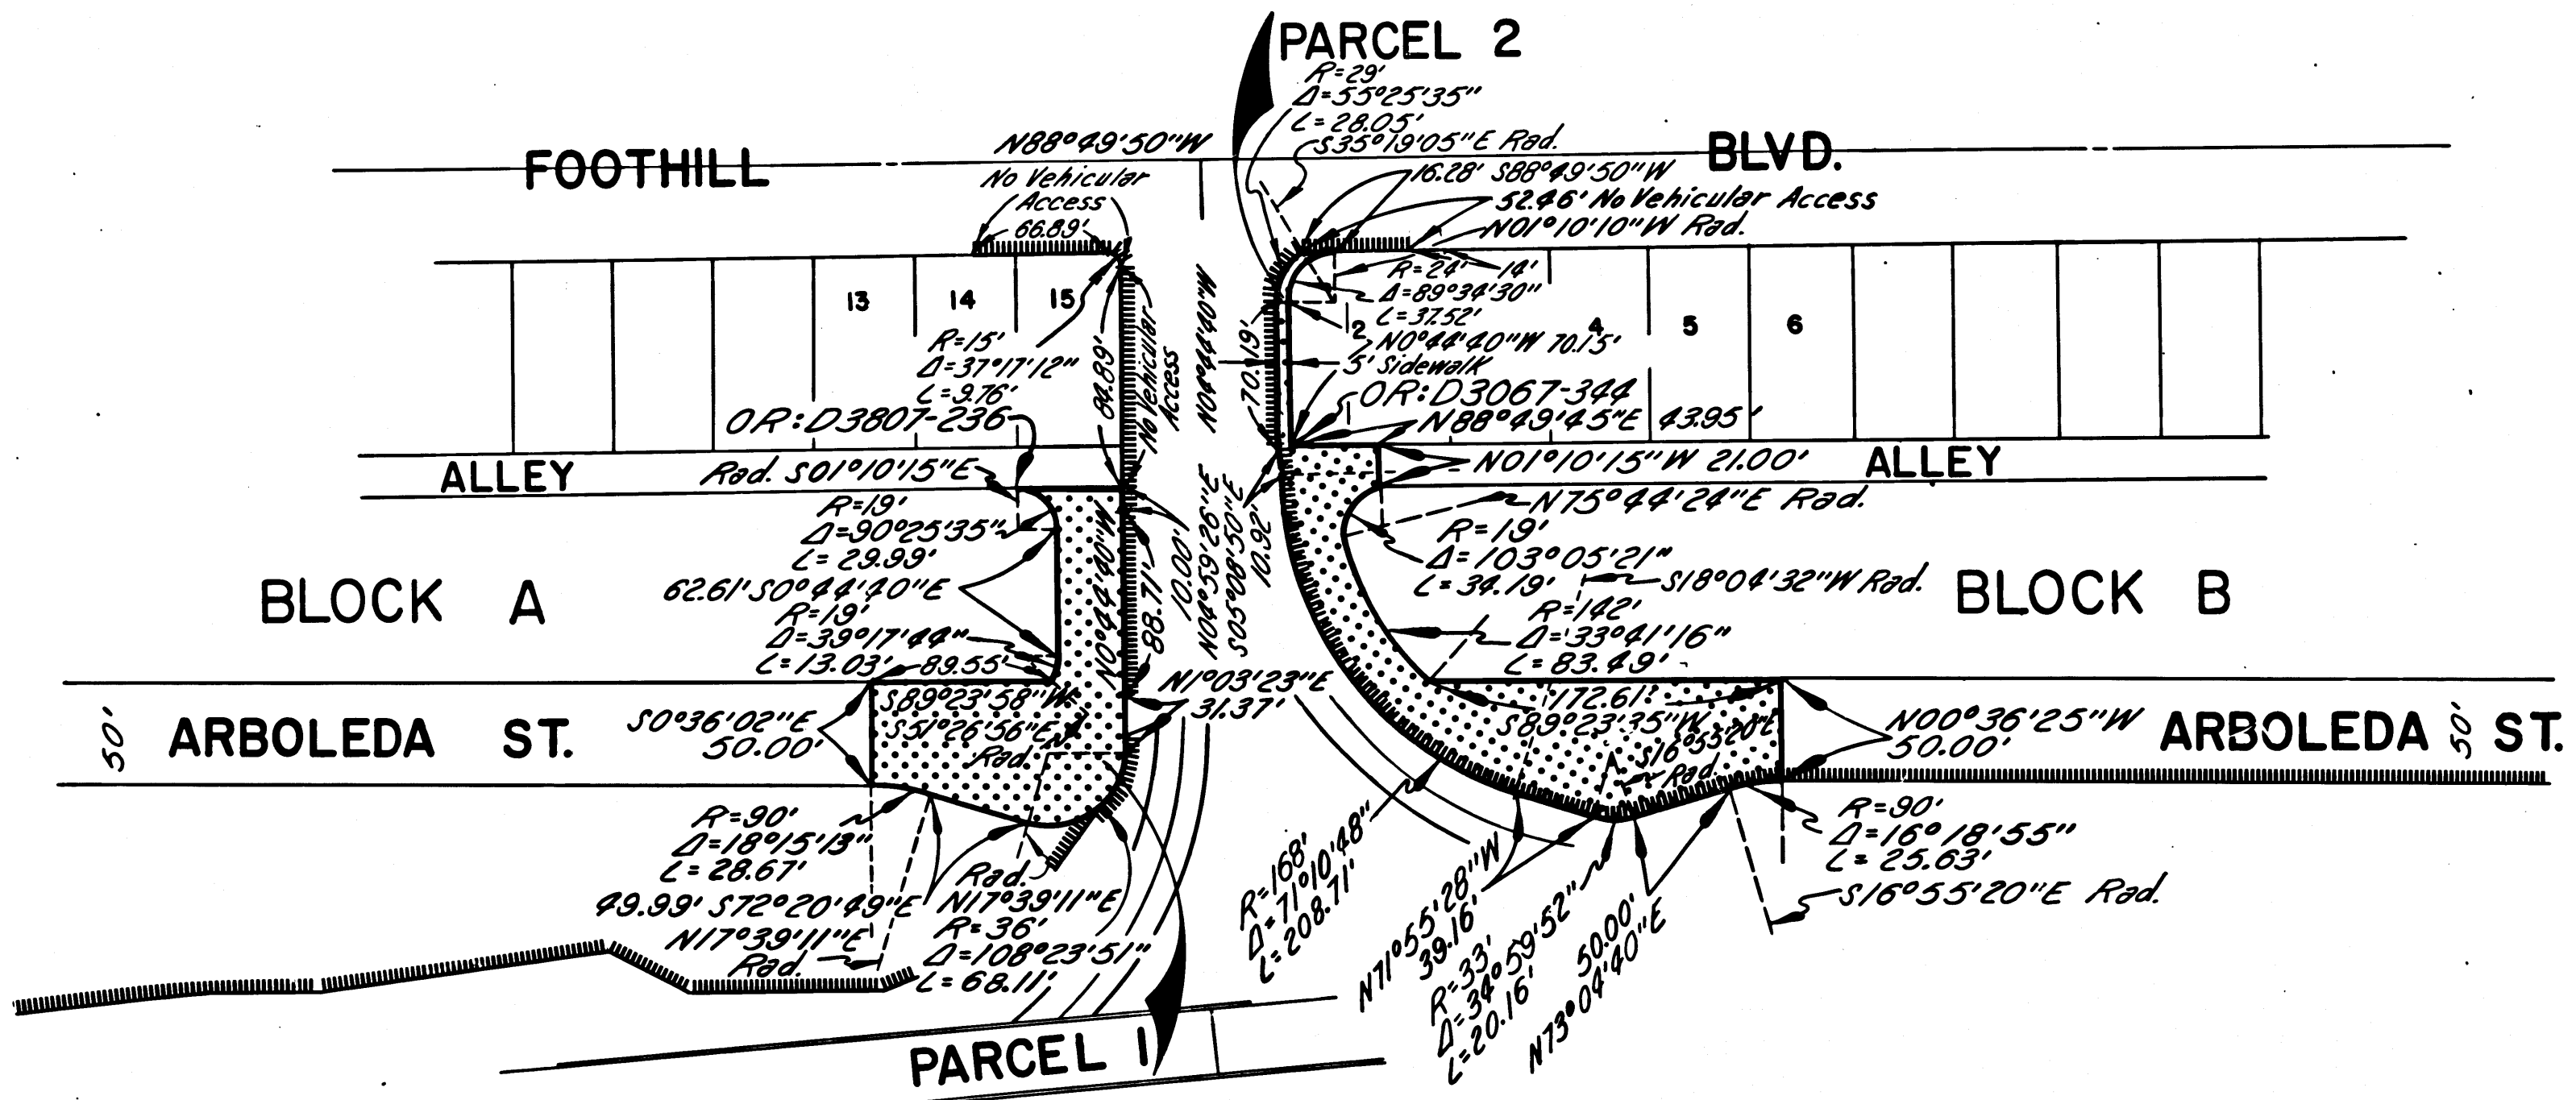 PARCEL 2
R=29'
Δ=55°25'35"
L=28.05'
S35°19'05"E Rad.
N88°49'50"W
FOOTHILL
BLVD.
No Vehicular
Access
66.89'
16.28' S88°49'50"W
52.46' No Vehicular Access
N01°10'10"W Rad.
R=24' 14'
Δ=89°34'30"
L=37.52'
13
14
15
2
4
5
6
N0°44'40"W 70.15'
5' Sidewalk
OR:D3067-344
N88°49'45"E 43.95'
R=15'
Δ=37°17'12"
L=9.76'
OR:D3807-236
84.89'
No Vehicular
Access
N0°44'40"W
70.19'
ALLEY
Rad. S01°10'15"E
N01°10'15"W 21.00'
ALLEY
N75°44'24"E Rad.
R=19'
Δ=90°25'35"
L=29.99'
62.61' S0°44'40"E
R=19'
Δ=39°17'44"
L=13.03'
89.55'
N0°44'40"W
88.71'
10.00'
N04°59'26"E
S05°08'50"E
10.92'
R=19'
Δ=103°05'21"
L=34.19'
S18°04'32"W Rad.
R=142'
Δ=33°41'16"
L=83.49'
BLOCK A
BLOCK B
S89°23'58"W
S51°26'56"E
Rad.
N1°03'23"E
31.37'
172.61'
S89°23'35"W
S16°55'20"E
Rad.
S0°36'02"E
50.00'
N00°36'25"W
50.00'
50'
ARBOLEDA ST.
ARBOLEDA ST.
50'
R=90'
Δ=18°15'13"
L=28.67'
49.99' S72°20'49"E
N17°39'11"E
Rad.
Rad.
N17°39'11"E
R=36'
Δ=108°23'51"
L=68.11'
R=168'
Δ=71°10'48"
L=208.71'
N71°55'28"W
39.16'
R=33'
Δ=34°59'52"
L=20.16'
50.00'
N73°04'40"E
R=90'
Δ=16°18'55"
L=25.63'
S16°55'20"E Rad.
PARCEL 1